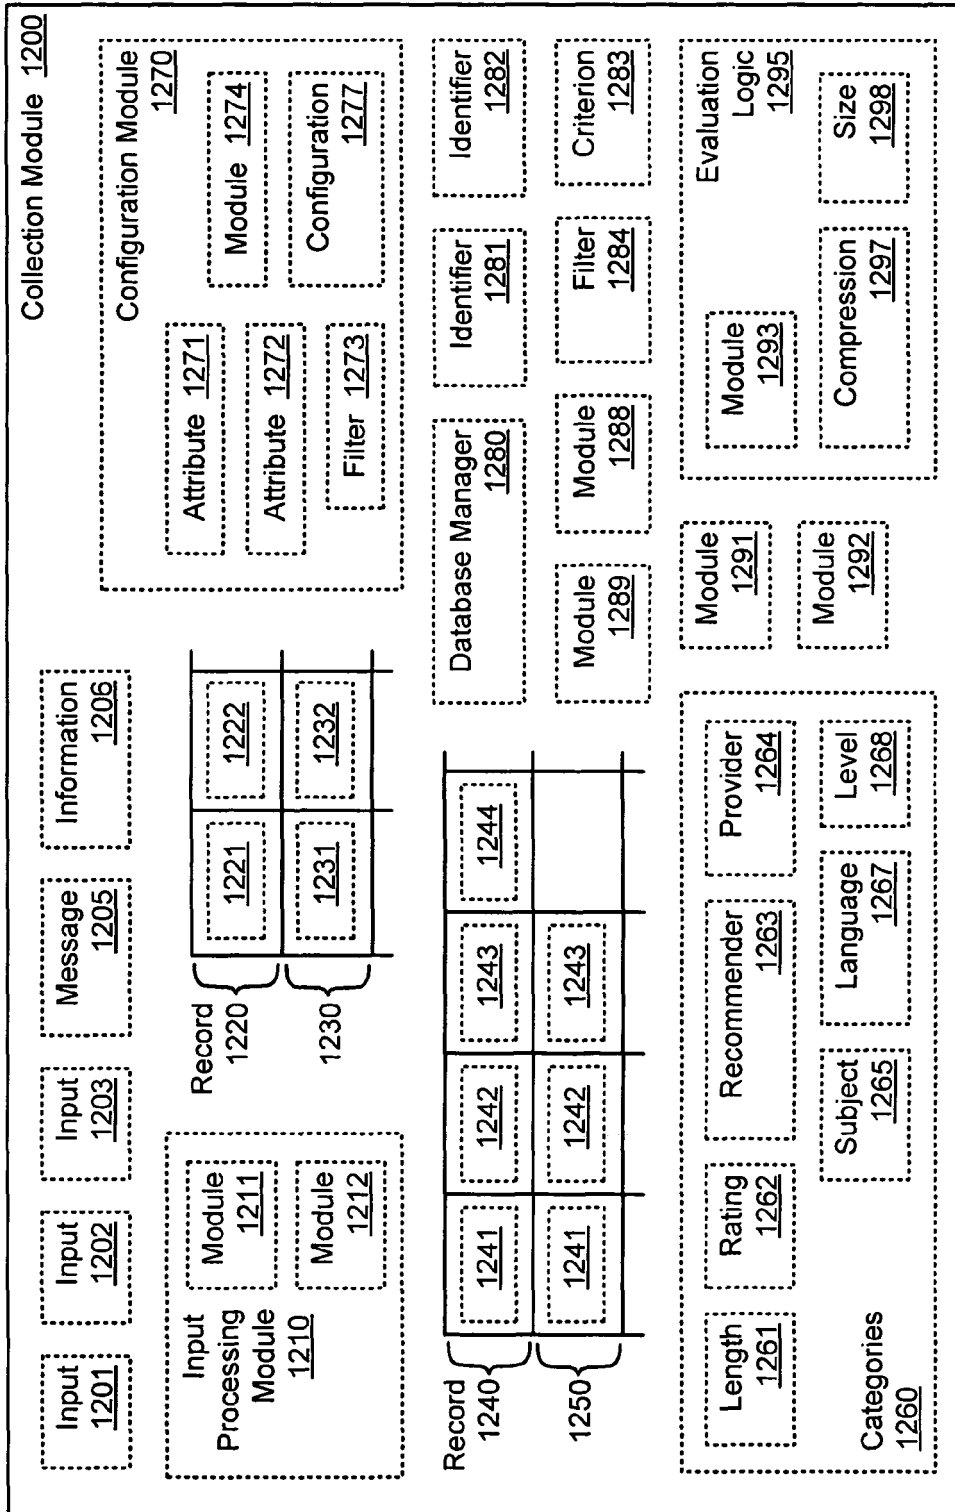 Collection Module 1200
Input
1201
Input
1202
Input
1203
Message
1205
Information
1206
Input
Processing
Module
1210
Module
1211
Module
1212
Record
1220
1221
1222
1230
1231
1232
Configuration Module
1270
Attribute 1271
Attribute 1272
Filter 1273
Module 1274
Configuration
1277
Record
1240
1241
1242
1243
1244
1250
1241
1242
1243
Database Manager
1280
Identifier
1281
Identifier
1282
Module
1289
Module
1288
Filter
1284
Criterion
1283
Length
1261
Rating
1262
Recommender
1263
Provider
1264
Subject
1265
Language
1267
Level
1268
Categories
1260
Module
1291
Module
1292
Evaluation
Logic
1295
Module
1293
Compression
1297
Size
1298